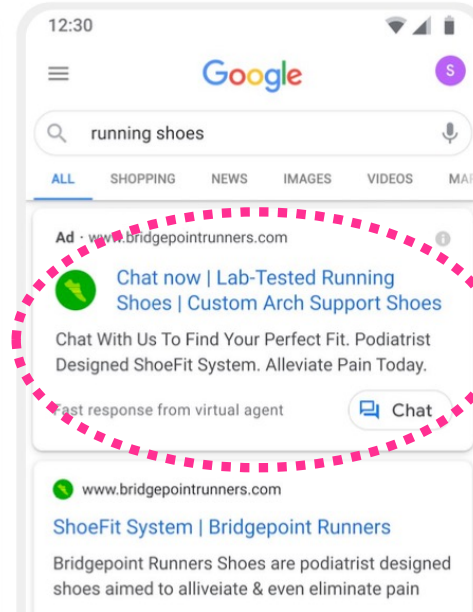 12:30
Google
S
running shoes
ALL SHOPPING NEWS IMAGES VIDEOS
Ad · www.bridgepointrunners.com
Chat now | Lab-Tested Running
Shoes | Custom Arch Support Shoes
Chat With Us To Find Your Perfect Fit. Podiatrist
Designed ShoeFit System. Alleviate Pain Today.
Fast response from virtual agent
Chat
www.bridgepointrunners.com
ShoeFit System | Bridgepoint Runners
Bridgepoint Runners Shoes are podiatrist designed
shoes aimed to alliveiate & even eliminate pain